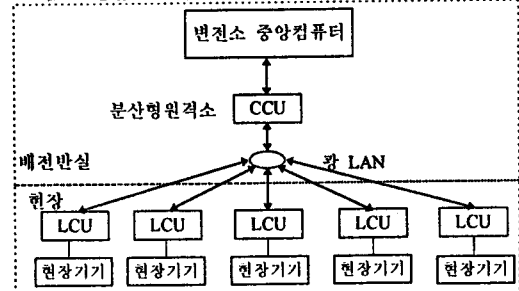 변전소 중앙컴퓨터
분산형원격소 CCU
배전반실 광 LAN
현장
LCU LCU LCU LCU LCU
현장기기 현장기기 현장기기 현장기기 현장기기